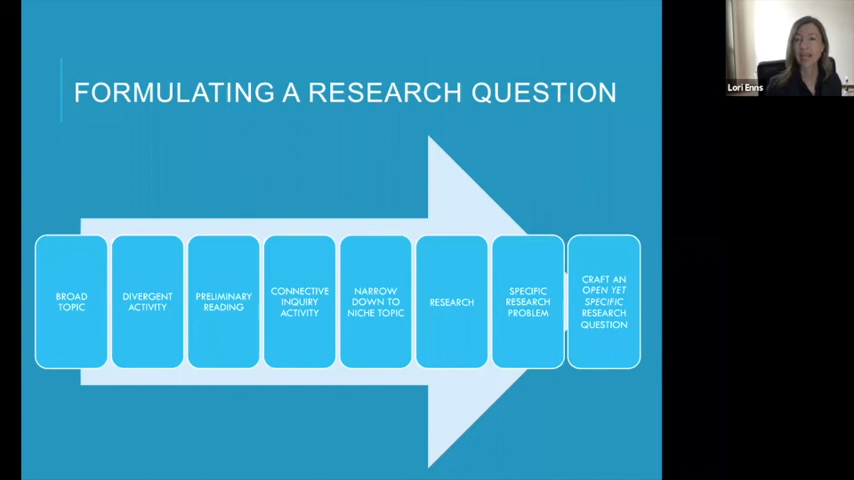 FORMULATING A RESEARCH QUESTION
Lori Enns
BROAD
TOPIC
DIVERGENT
ACTIVITY
PRELIMINARY
READING
CONNECTIVE
INQUIRY
ACTIVITY
NARROW
DOWN TO
NICHE TOPIC
RESEARCH
SPECIFIC
RESEARCH
PROBLEM
CRAFT AN
OPEN YET
SPECIFIC
RESEARCH
QUESTION